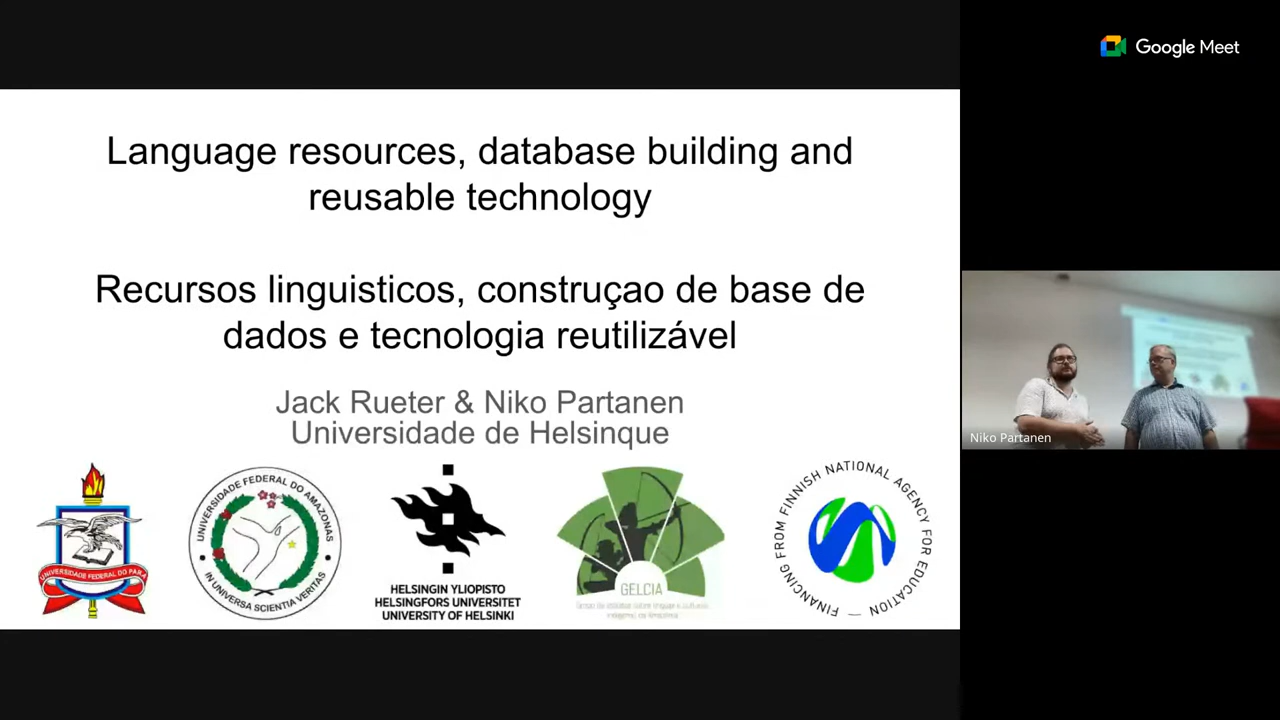 Google Meet
Language resources, database building and
reusable technology
Recursos linguisticos, construçao de base de
dados e tecnologia reutilizável
Jack Rueter & Niko Partanen
Universidade de Helsinque
UNIVERSIDADE FEDERAL DO PARÁ
UNIVERSIDADE FEDERAL DO AMAZONAS
IN UNIVERSA SCIENTIA VERITAS
HELSINGIN YLIOPISTO
HELSINGFORS UNIVERSITET
UNIVERSITY OF HELSINKI
GELCIA
FINANCING FROM FINNISH NATIONAL AGENCY FOR EDUCATION
Niko Partanen